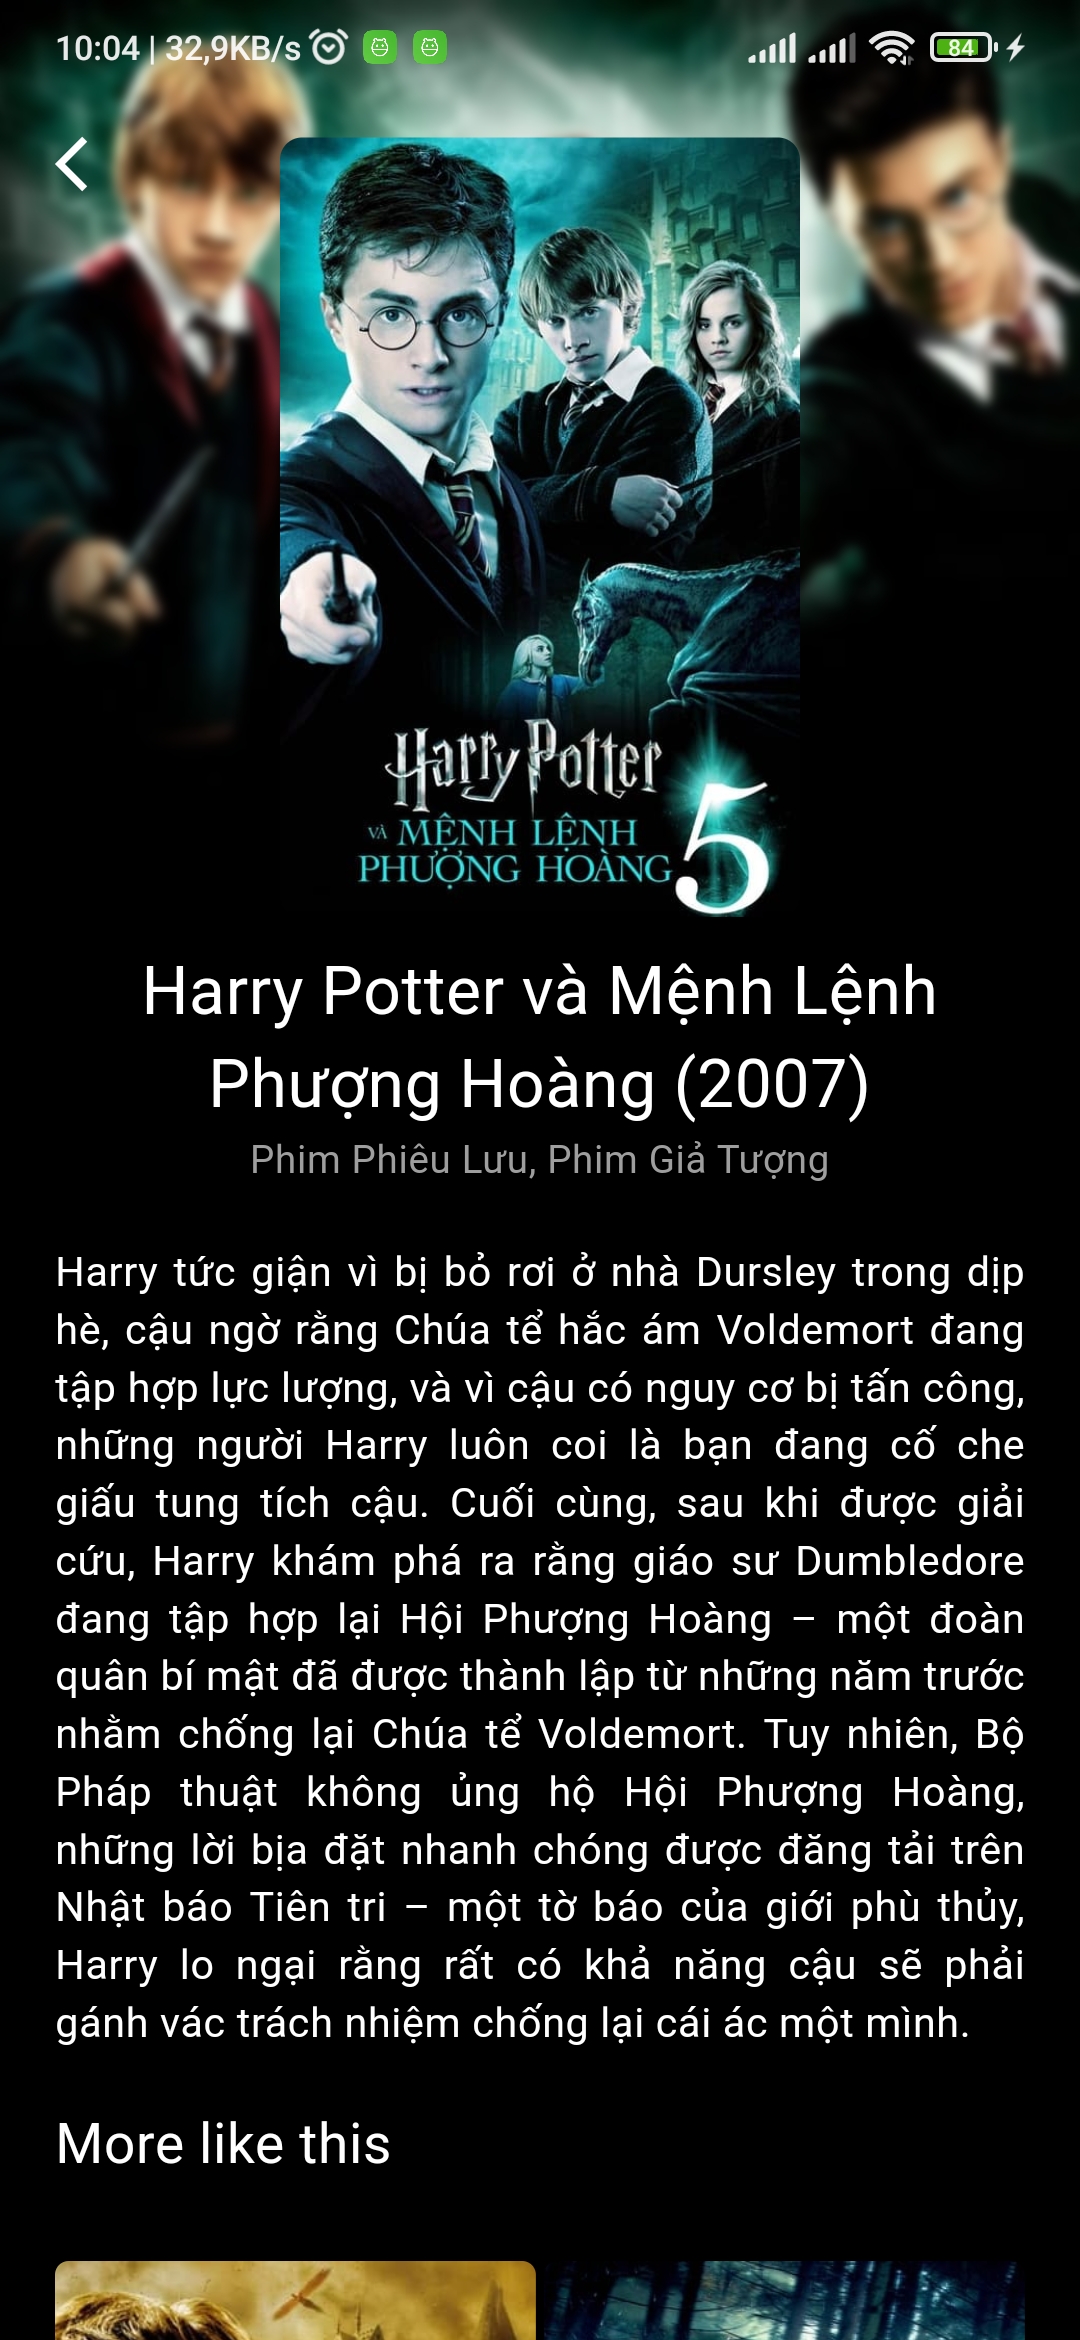 10:04 | 32,9KB/s 84
Harry Potter
VÀ MỆNH LỆNH
PHƯỢNG HOÀNG 5
Harry Potter và Mệnh Lệnh
Phượng Hoàng (2007)
Phim Phiêu Lưu, Phim Giả Tượng
Harry tức giận vì bị bỏ rơi ở nhà Dursley trong dịp
hè, cậu ngờ rằng Chúa tể hắc ám Voldemort đang
tập hợp lực lượng, và vì cậu có nguy cơ bị tấn công,
những người Harry luôn coi là bạn đang cố che
giấu tung tích cậu. Cuối cùng, sau khi được giải
cứu, Harry khám phá ra rằng giáo sư Dumbledore
đang tập hợp lại Hội Phượng Hoàng – một đoàn
quân bí mật đã được thành lập từ những năm trước
nhằm chống lại Chúa tể Voldemort. Tuy nhiên, Bộ
Pháp thuật không ủng hộ Hội Phượng Hoàng,
những lời bịa đặt nhanh chóng được đăng tải trên
Nhật báo Tiên tri – một tờ báo của giới phù thủy,
Harry lo ngại rằng rất có khả năng cậu sẽ phải
gánh vác trách nhiệm chống lại cái ác một mình.
More like this